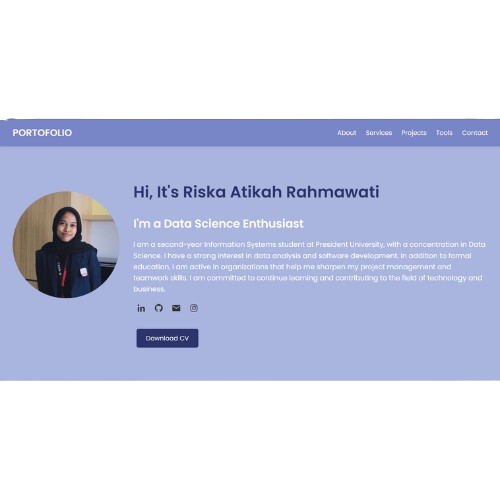 PORTOFOLIO
About Services Projects Tools Contact
Hi, It's Riska Atikah Rahmawati
I'm a Data Science Enthusiast
I am a second-year Information Systems student at President University, with a concentration in Data
Science. I have a strong interest in data analysis and software development. In addition to formal
education, I am active in organizations that help me sharpen my project management and
teamwork skills. I am committed to continue learning and contributing to the field of technology and
business.
in
Download CV